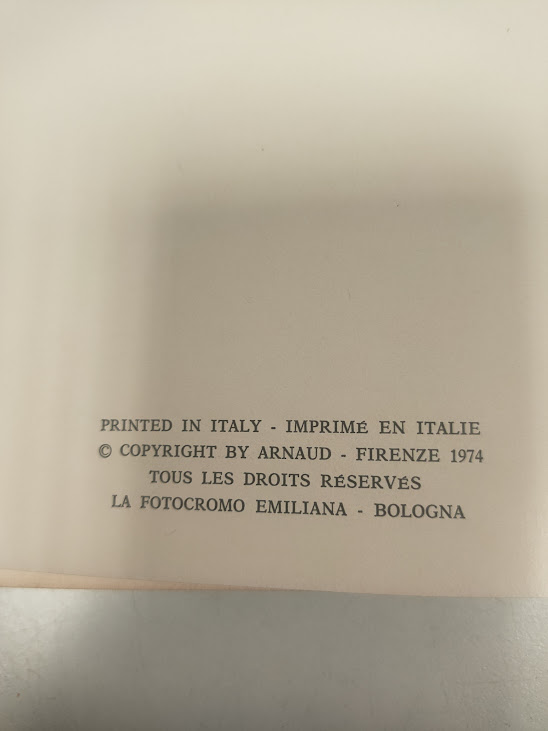 PRINTED IN ITALY - IMPRIMÉ EN ITALIE
© COPYRIGHT BY ARNAUD - FIRENZE 1974
TOUS LES DROITS RÉSERVÉS
LA FOTOCROMO EMILIANA - BOLOGNA